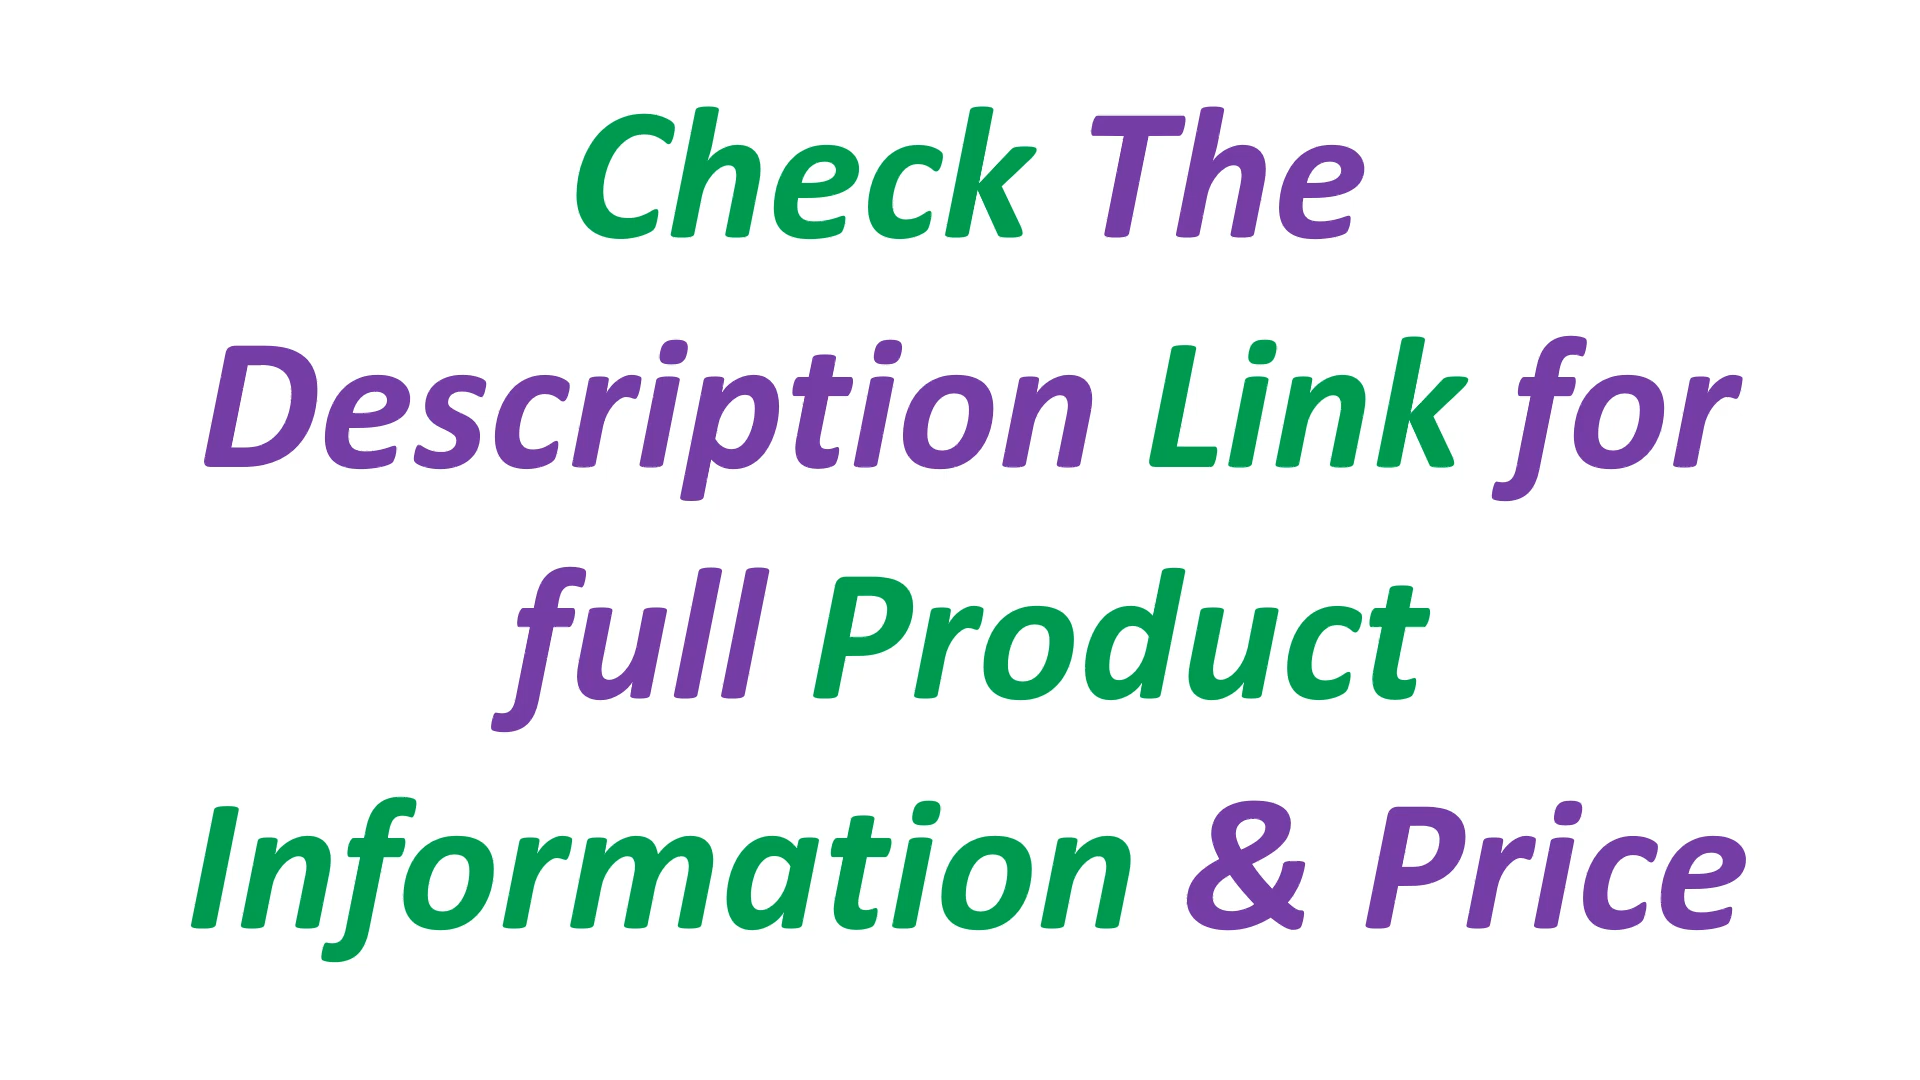 Check The
Description Link for
full Product
Information & Price